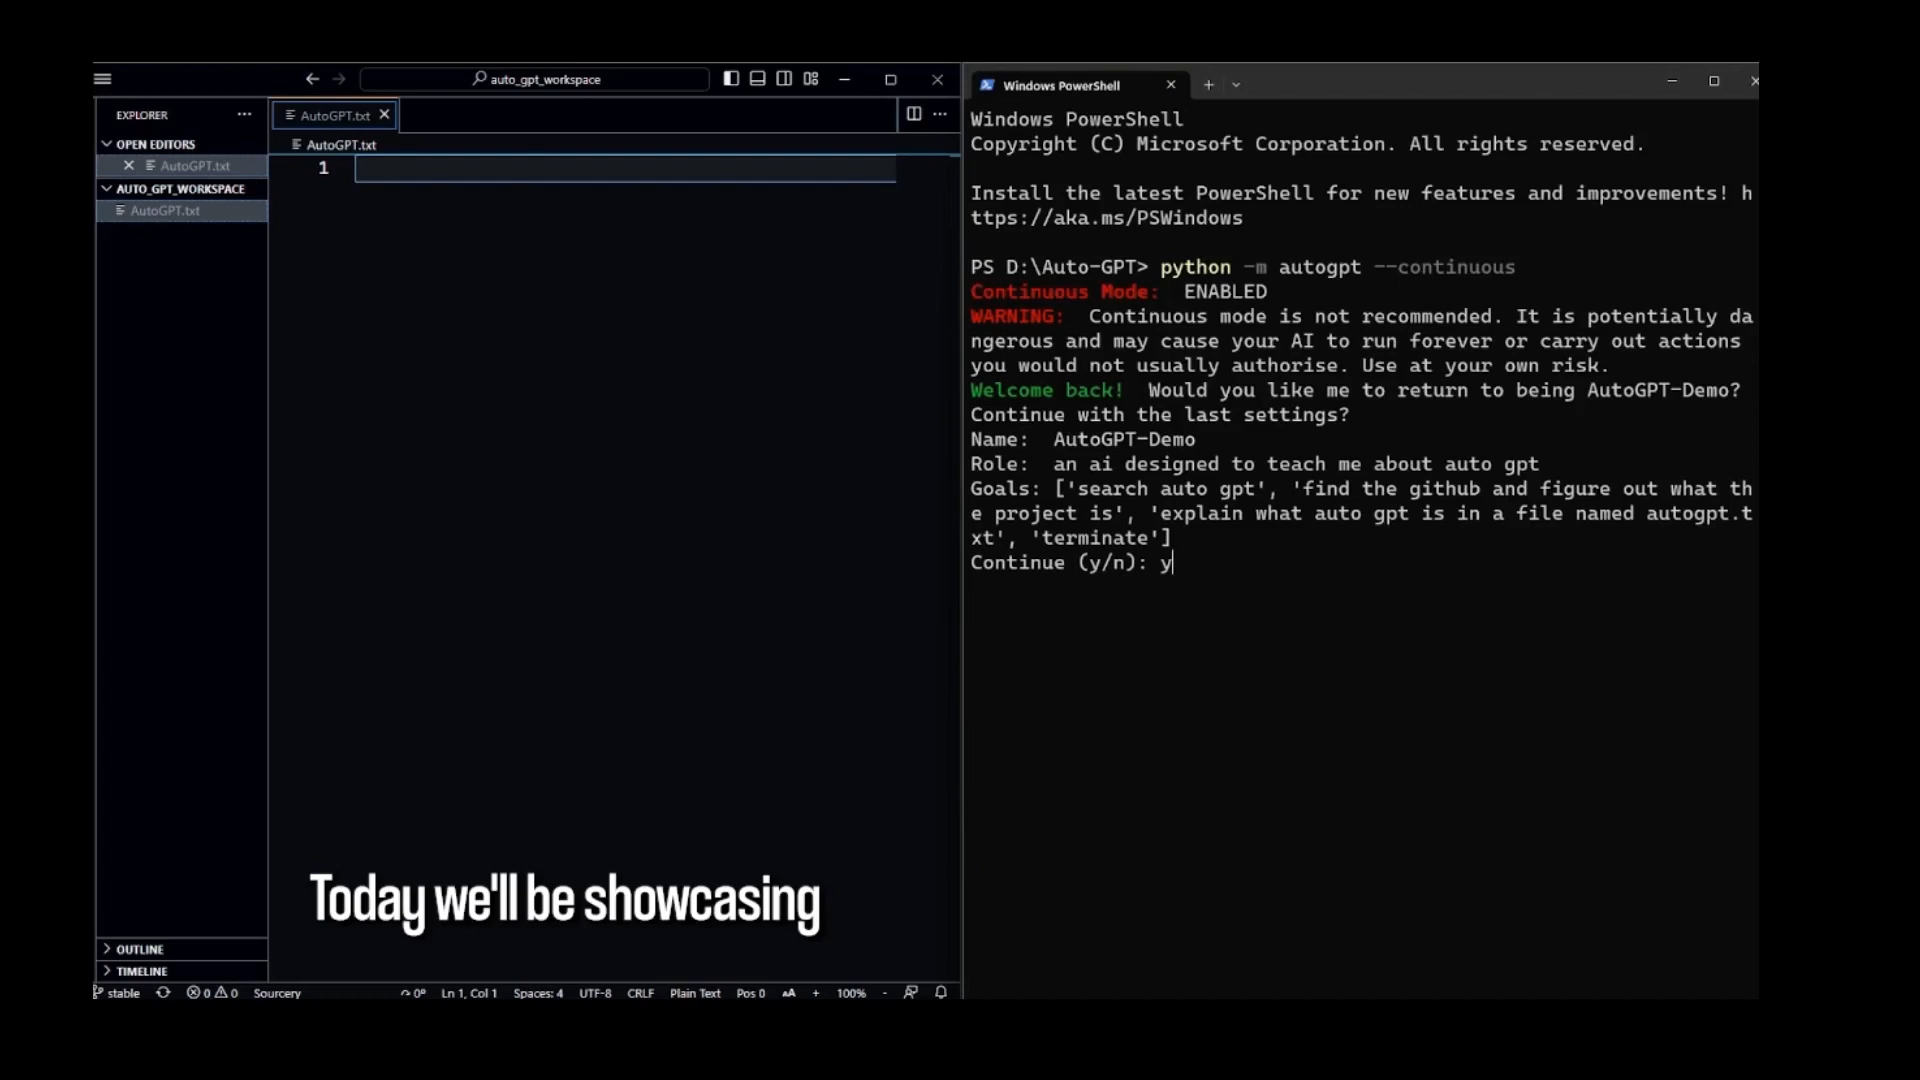 auto_gpt_workspace
EXPLORER
OPEN EDITORS
AutoGPT.txt
AUTO_GPT_WORKSPACE
AutoGPT.txt
OUTLINE
TIMELINE
AutoGPT.txt
AutoGPT.txt
1
Today we'll be showcasing
stable 0 0 Sourcery Ln 1, Col 1 Spaces: 4 UTF-8 CRLF Plain Text Pos 0 aA + 100% -
Windows PowerShell
Windows PowerShell
Copyright (C) Microsoft Corporation. All rights reserved.
Install the latest PowerShell for new features and improvements! h
ttps://aka.ms/PSWindows
PS D:\Auto-GPT> python -m autogpt --continuous
Continuous Mode: ENABLED
WARNING: Continuous mode is not recommended. It is potentially da
ngerous and may cause your AI to run forever or carry out actions
you would not usually authorise. Use at your own risk.
Welcome back! Would you like me to return to being AutoGPT-Demo?
Continue with the last settings?
Name: AutoGPT-Demo
Role: an ai designed to teach me about auto gpt
Goals: ['search auto gpt', 'find the github and figure out what th
e project is', 'explain what auto gpt is in a file named autogpt.t
xt', 'terminate']
Continue (y/n): y